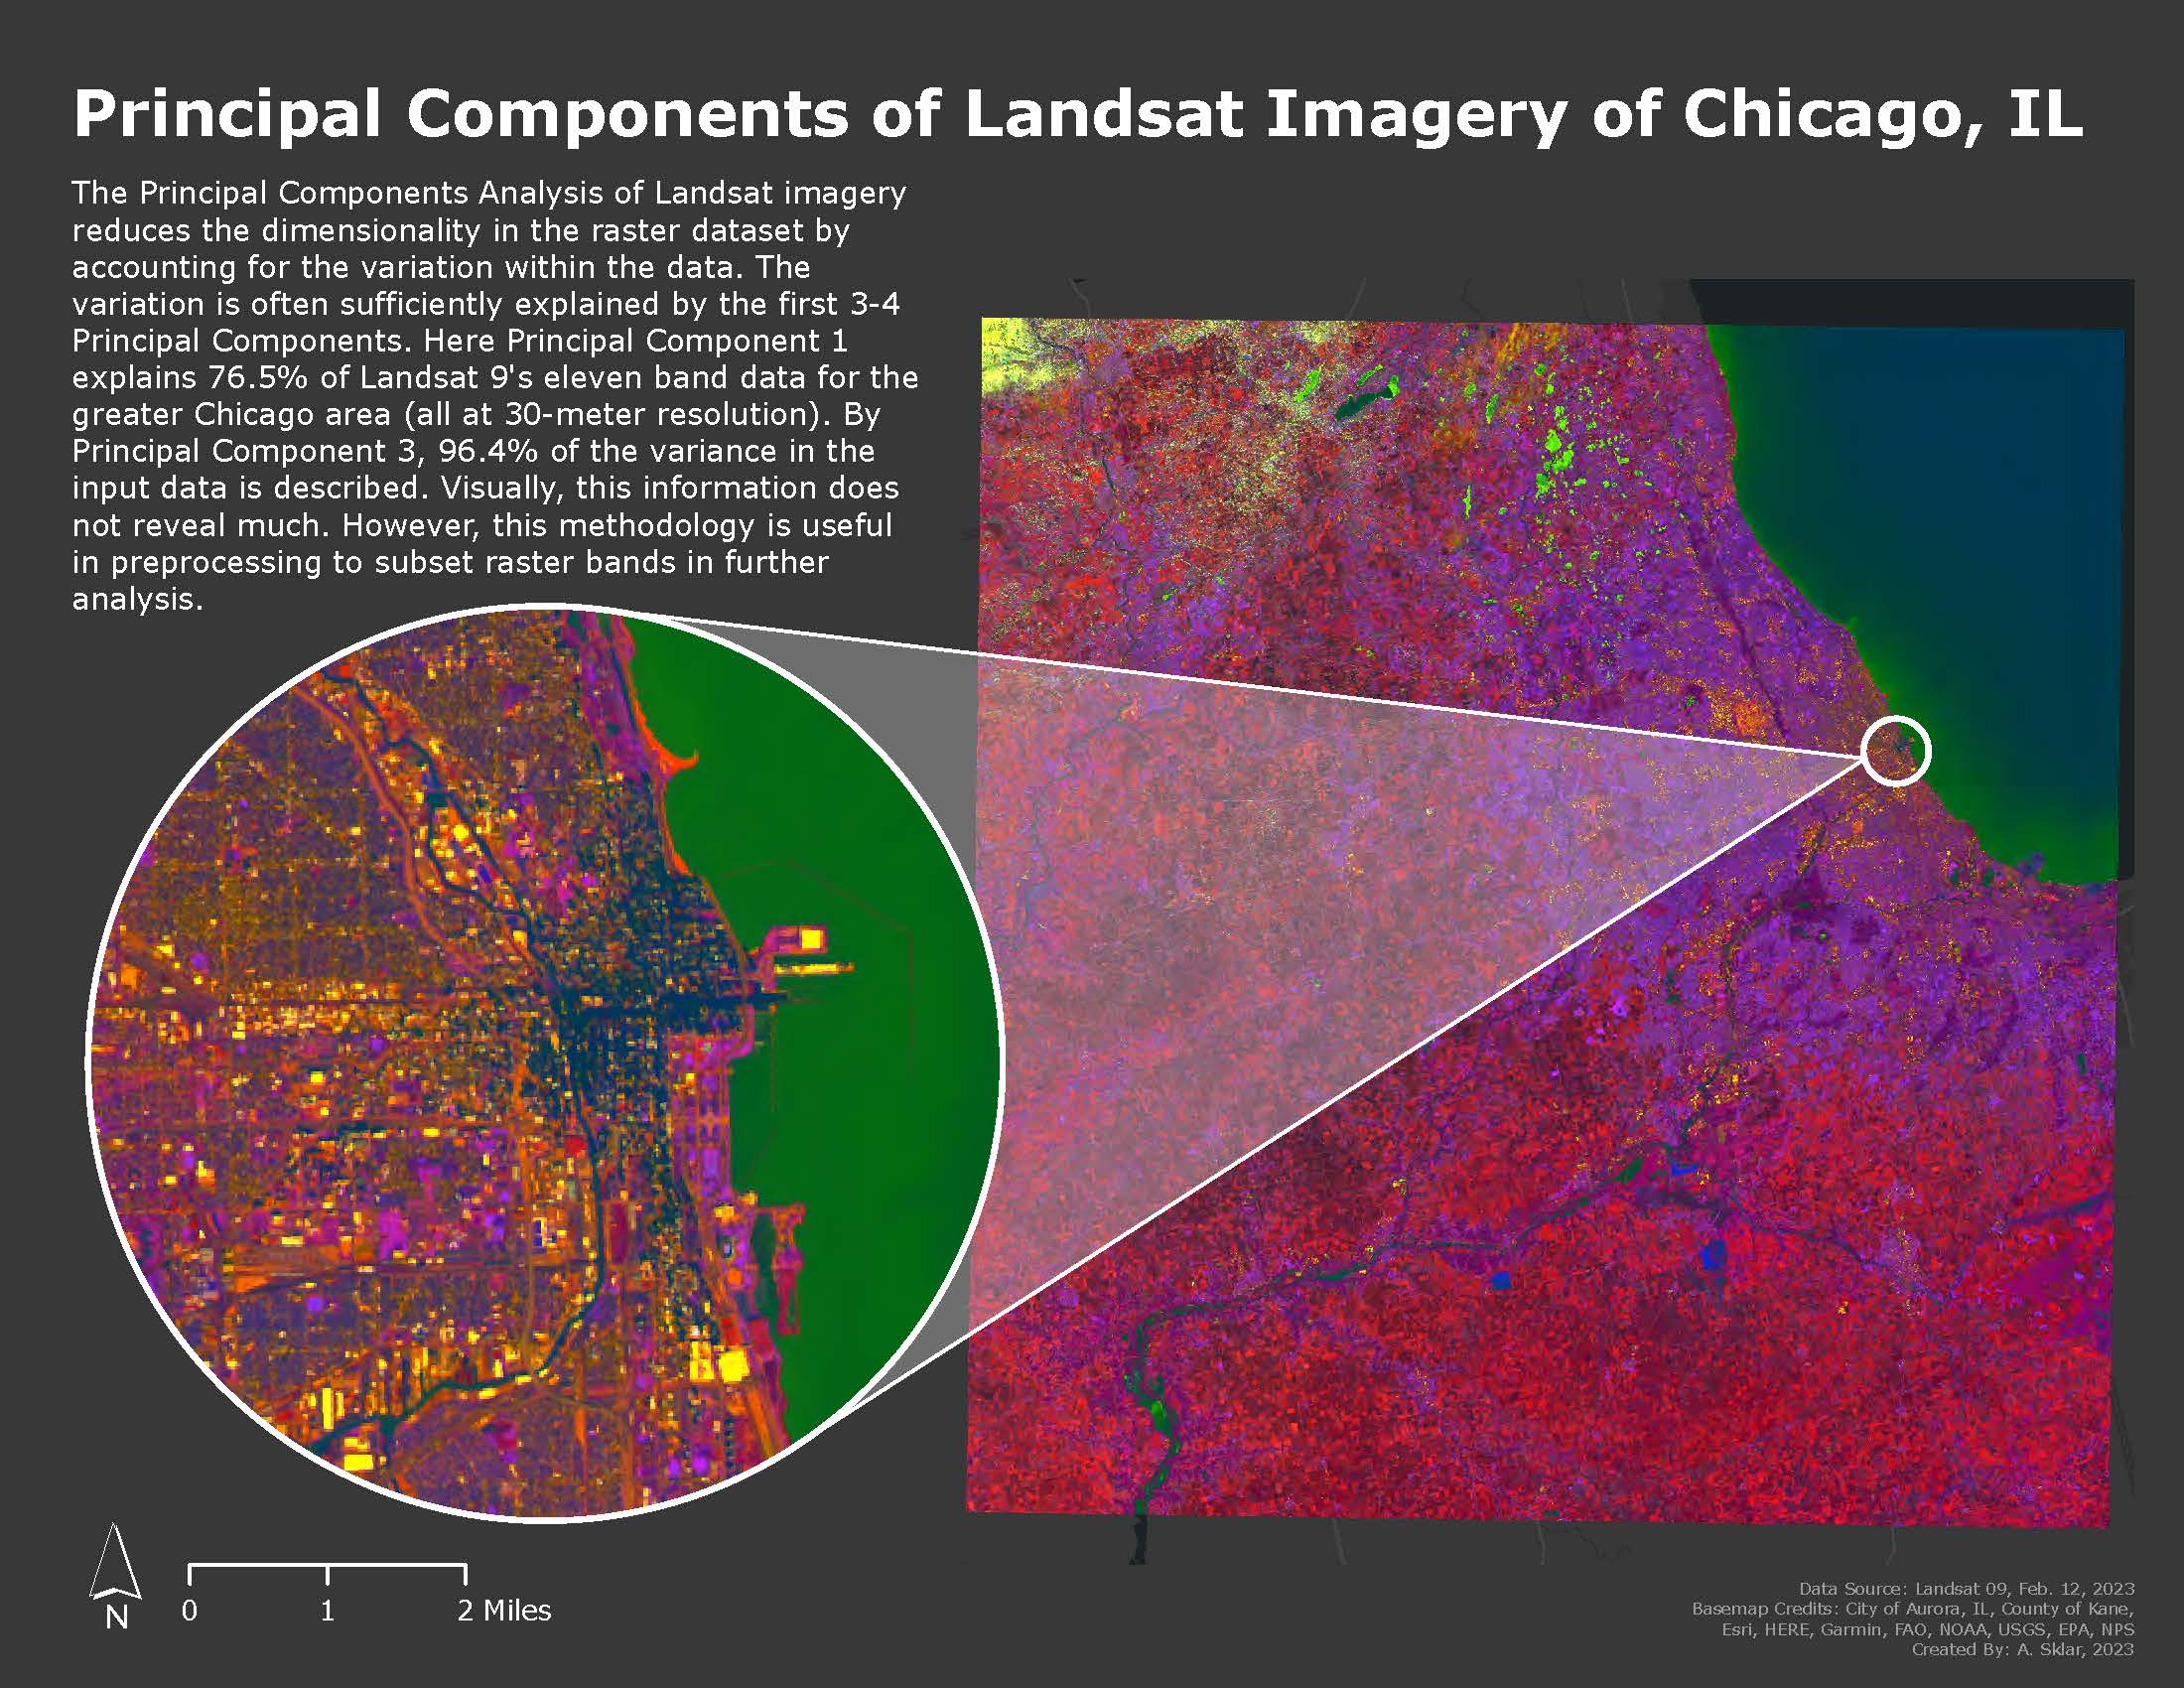 Principal Components of Landsat Imagery of Chicago, IL
The Principal Components Analysis of Landsat imagery
reduces the dimensionality in the raster dataset by
accounting for the variation within the data. The
variation is often sufficiently explained by the first 3-4
Principal Components. Here Principal Component 1
explains 76.5% of Landsat 9's eleven band data for the
greater Chicago area (all at 30-meter resolution). By
Principal Component 3, 96.4% of the variance in the
input data is described. Visually, this information does
not reveal much. However, this methodology is useful
in preprocessing to subset raster bands in further
analysis.
N
0 1 2 Miles
Data Source: Landsat 09, Feb. 12, 2023
Basemap Credits: City of Aurora, IL, County of Kane,
Esri, HERE, Garmin, FAO, NOAA, USGS, EPA, NPS
Created By: A. Sklar, 2023